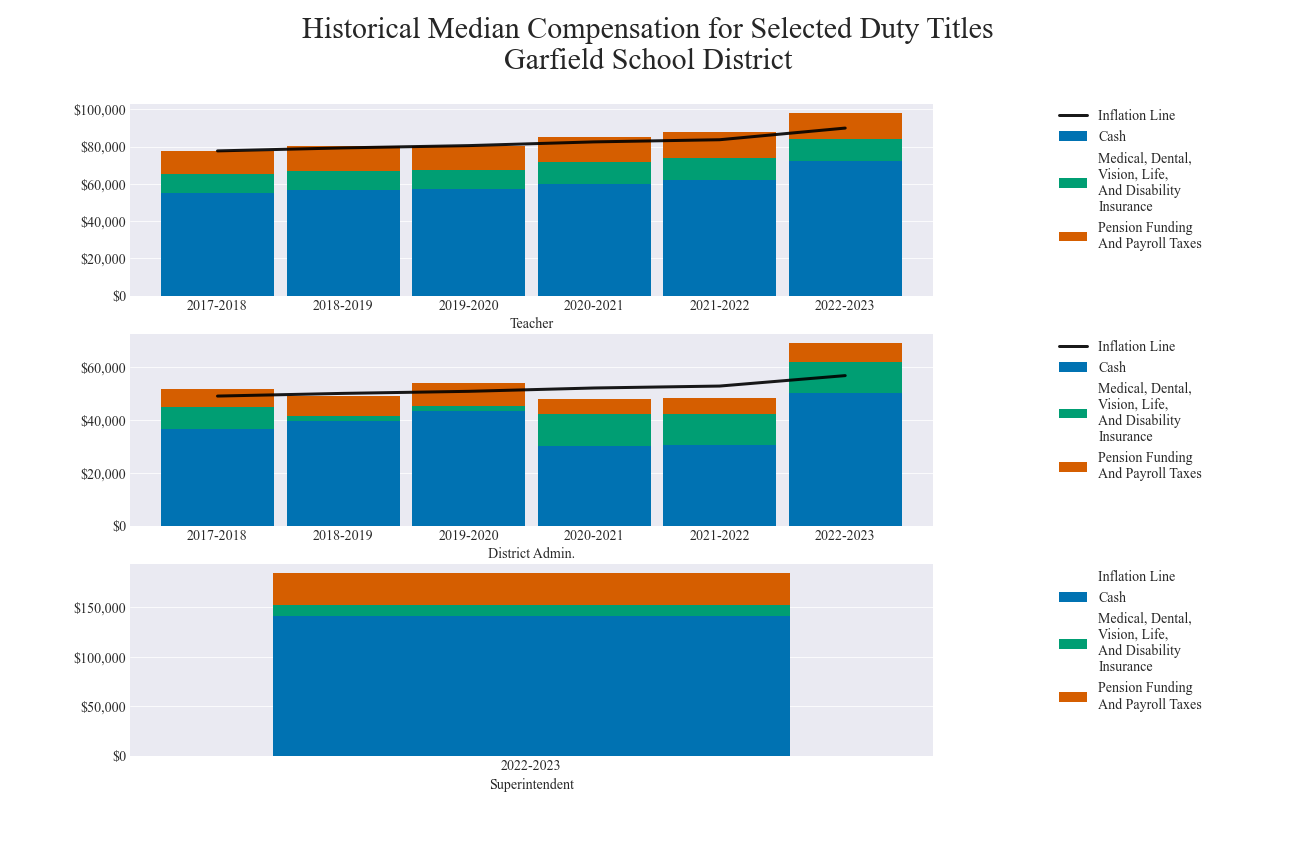 Historical Median Compensation for Selected Duty Titles
Garfield School District
$100,000
$80,000
$60,000
$40,000
$20,000
$0
2017-2018 2018-2019 2019-2020 2020-2021 2021-2022 2022-2023
Teacher
Inflation Line
Cash
Medical, Dental,
Vision, Life,
And Disability
Insurance
Pension Funding
And Payroll Taxes
$60,000
$40,000
$20,000
$0
2017-2018 2018-2019 2019-2020 2020-2021 2021-2022 2022-2023
District Admin.
Inflation Line
Cash
Medical, Dental,
Vision, Life,
And Disability
Insurance
Pension Funding
And Payroll Taxes
$150,000
$100,000
$50,000
$0
2022-2023
Superintendent
Inflation Line
Cash
Medical, Dental,
Vision, Life,
And Disability
Insurance
Pension Funding
And Payroll Taxes